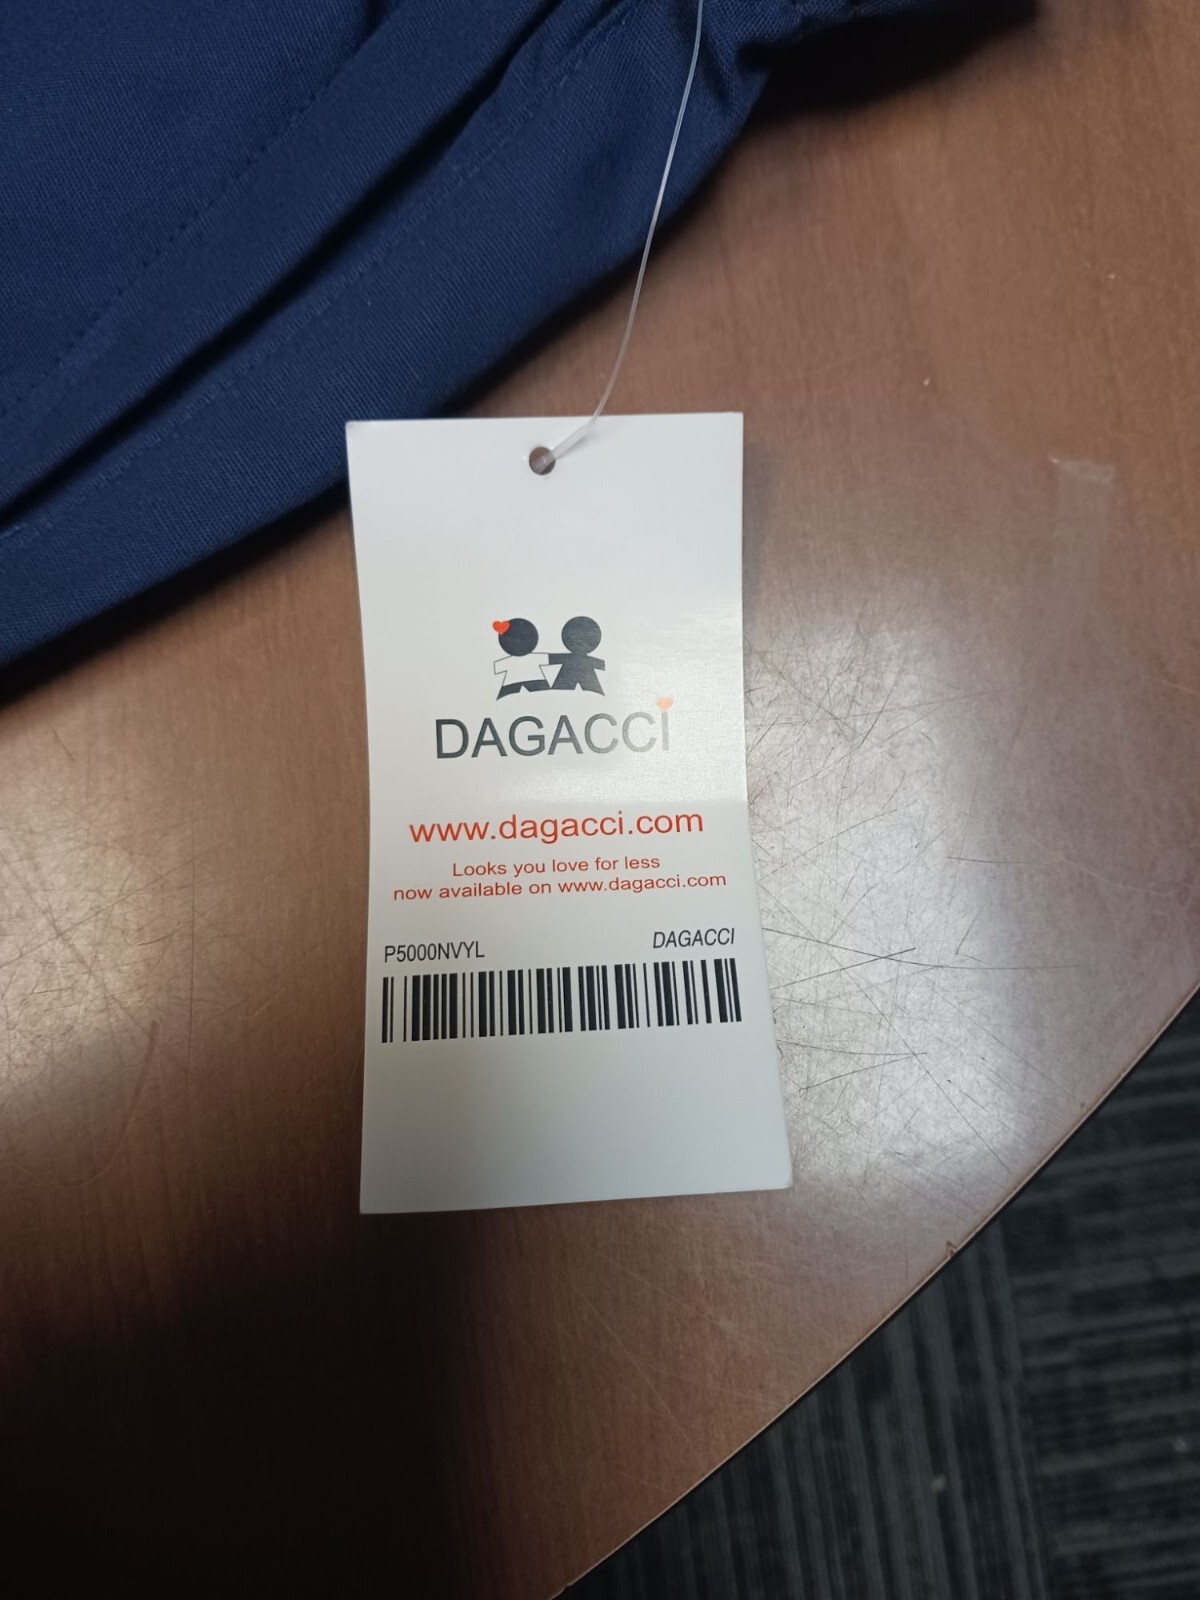 DAGACCI
www.dagacci.com
Looks you love for less
now available on www.dagacci.com
P5000NVYL DAGACCI